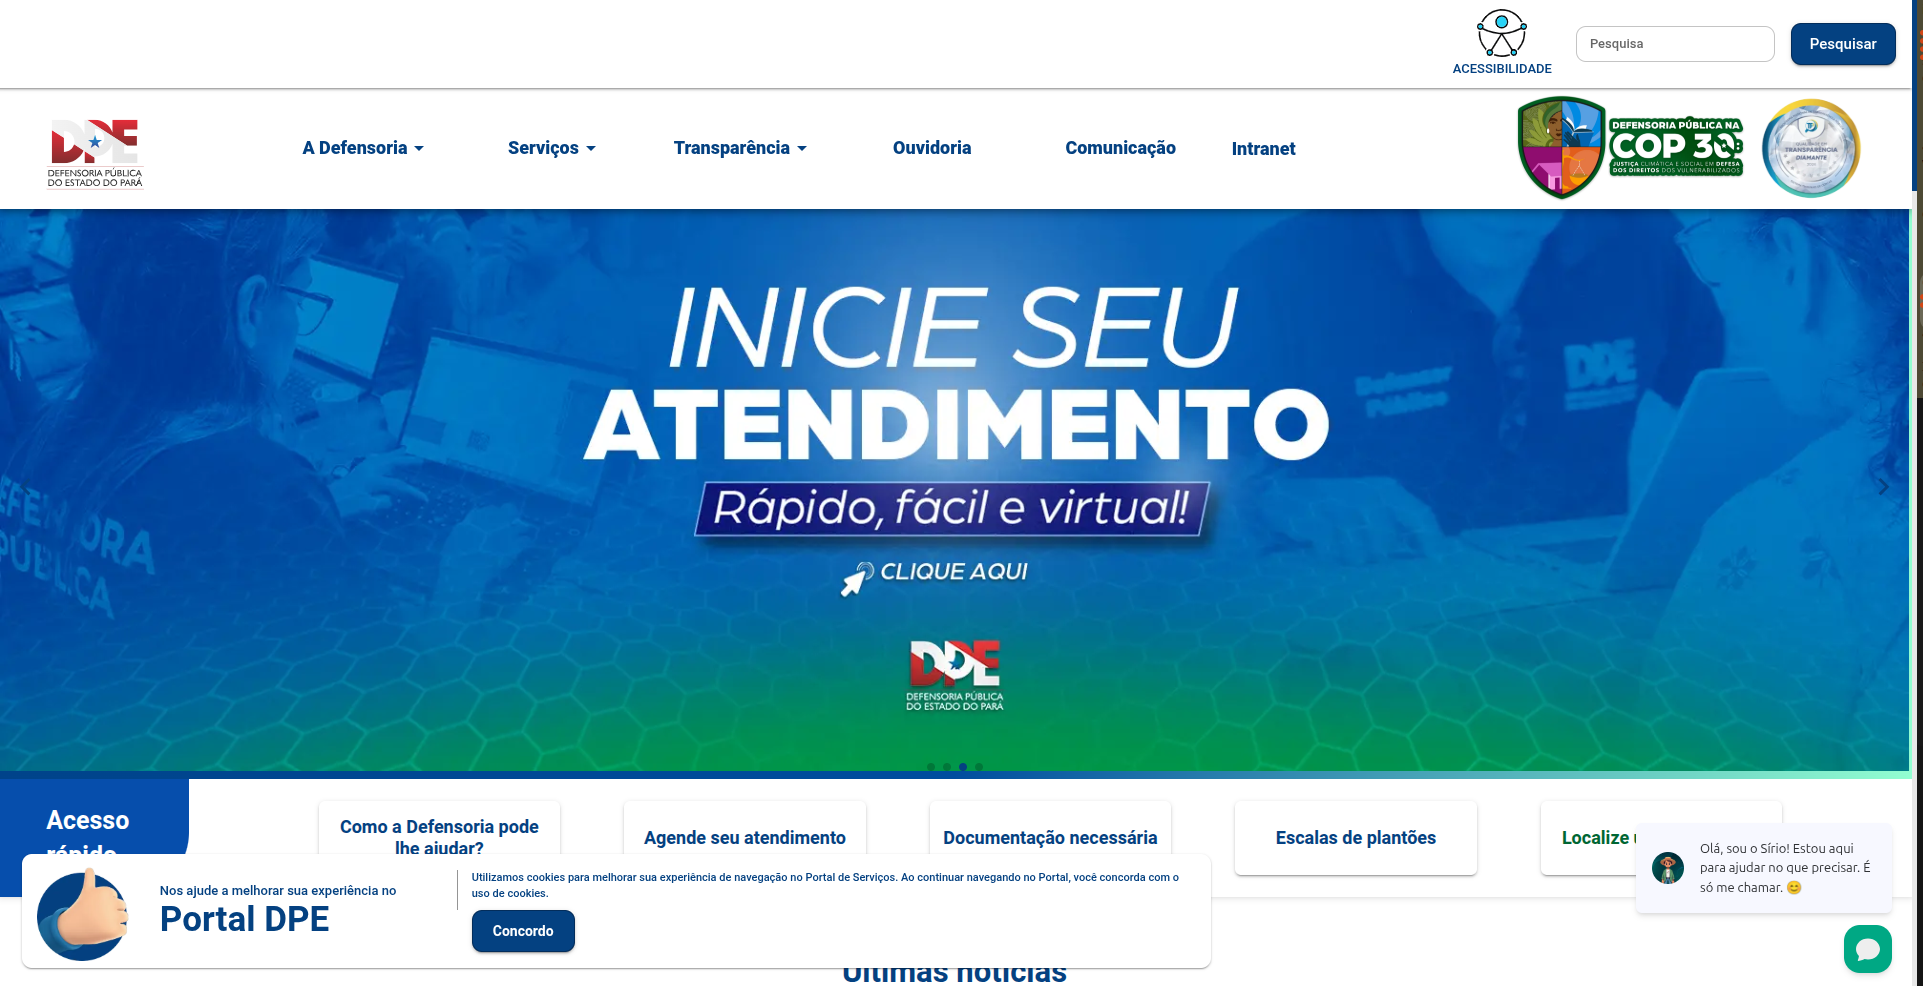 ACESSIBILIDADE
Pesquisa
Pesquisar
DPE
DEFENSORIA PÚBLICA
DO ESTADO DO PARÁ
A Defensoria
Serviços
Transparência
Ouvidoria
Comunicação
Intranet
DEFENSORIA PÚBLICA NA
COP 30
JUSTIÇA CLIMÁTICA E SOCIAL EM DEFESA
DOS DIREITOS DOS VULNERABILIZADOS
TRANSPARÊNCIA
DIAMANTE
INICIE SEU
ATENDIMENTO
Rápido, fácil e virtual!
CLIQUE AQUI
Defensor
Público
DPE
DEFENSORA
PÚBLICA
DPE
DEFENSORIA PÚBLICA
DO ESTADO DO PARÁ
Acesso
rápido
Como a Defensoria pode
lhe ajudar?
Agende seu atendimento
Documentação necessária
Escalas de plantões
Localize
Olá, sou o Sírio! Estou aqui
para ajudar no que precisar. É
só me chamar. 😊
Nos ajude a melhorar sua experiência no
Portal DPE
Utilizamos cookies para melhorar sua experiência de navegação no Portal de Serviços. Ao continuar navegando no Portal, você concorda com o
uso de cookies.
Concordo
Últimas notícias